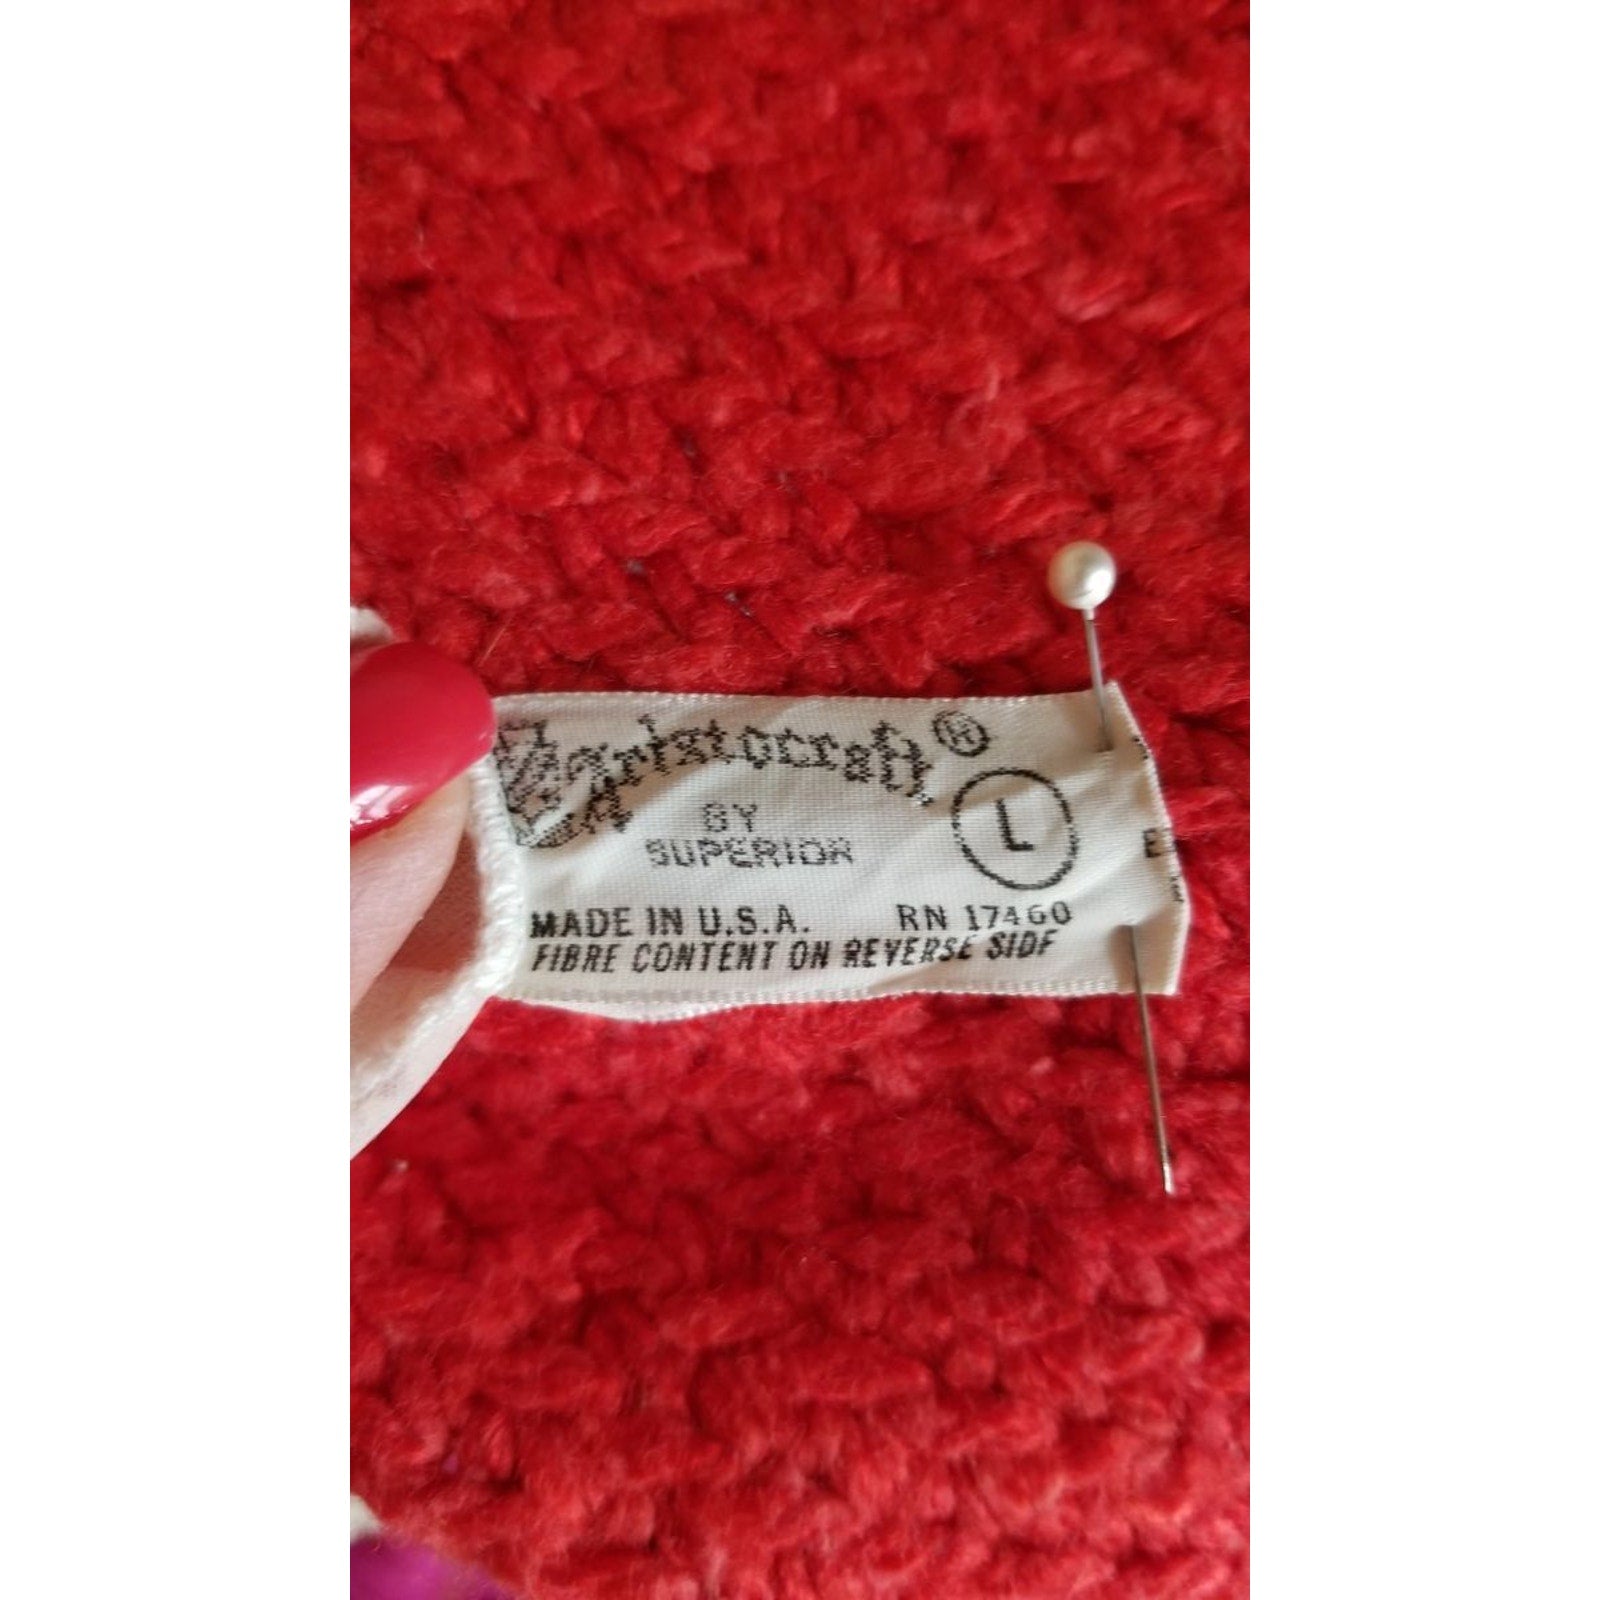 Aristocraft ®
BY
SUPERIOR
L
MADE IN U.S.A. RN 17460
FIBRE CONTENT ON REVERSE SIDE